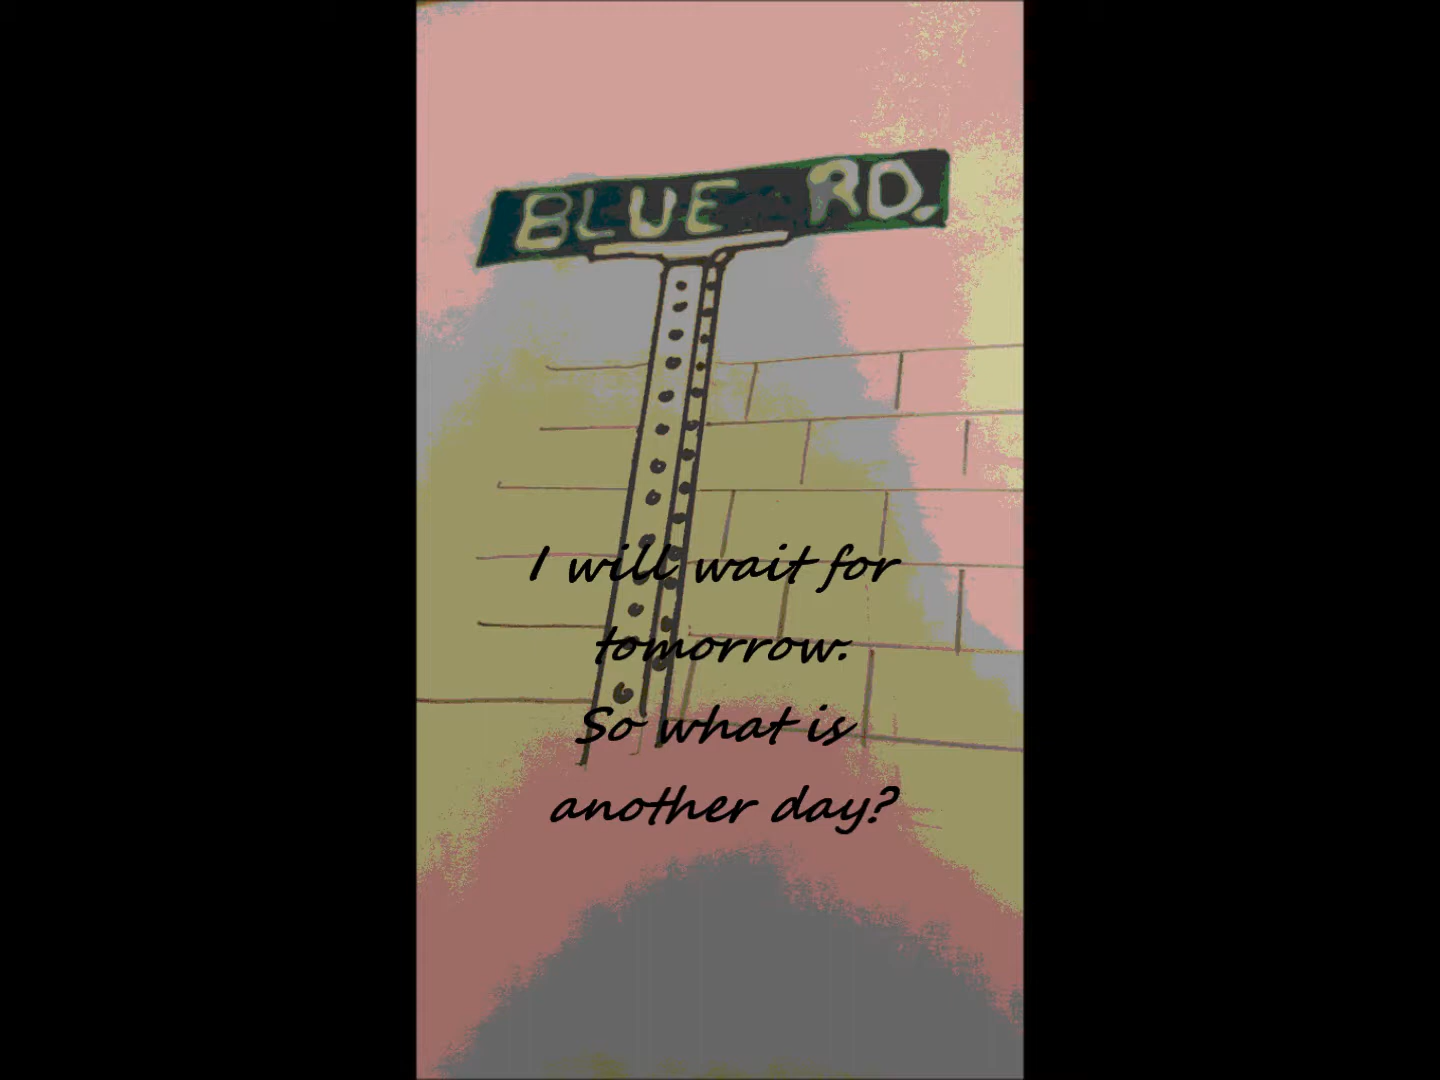 BLUE RD.
I will wait for
tomorrow.
So what is
another day?